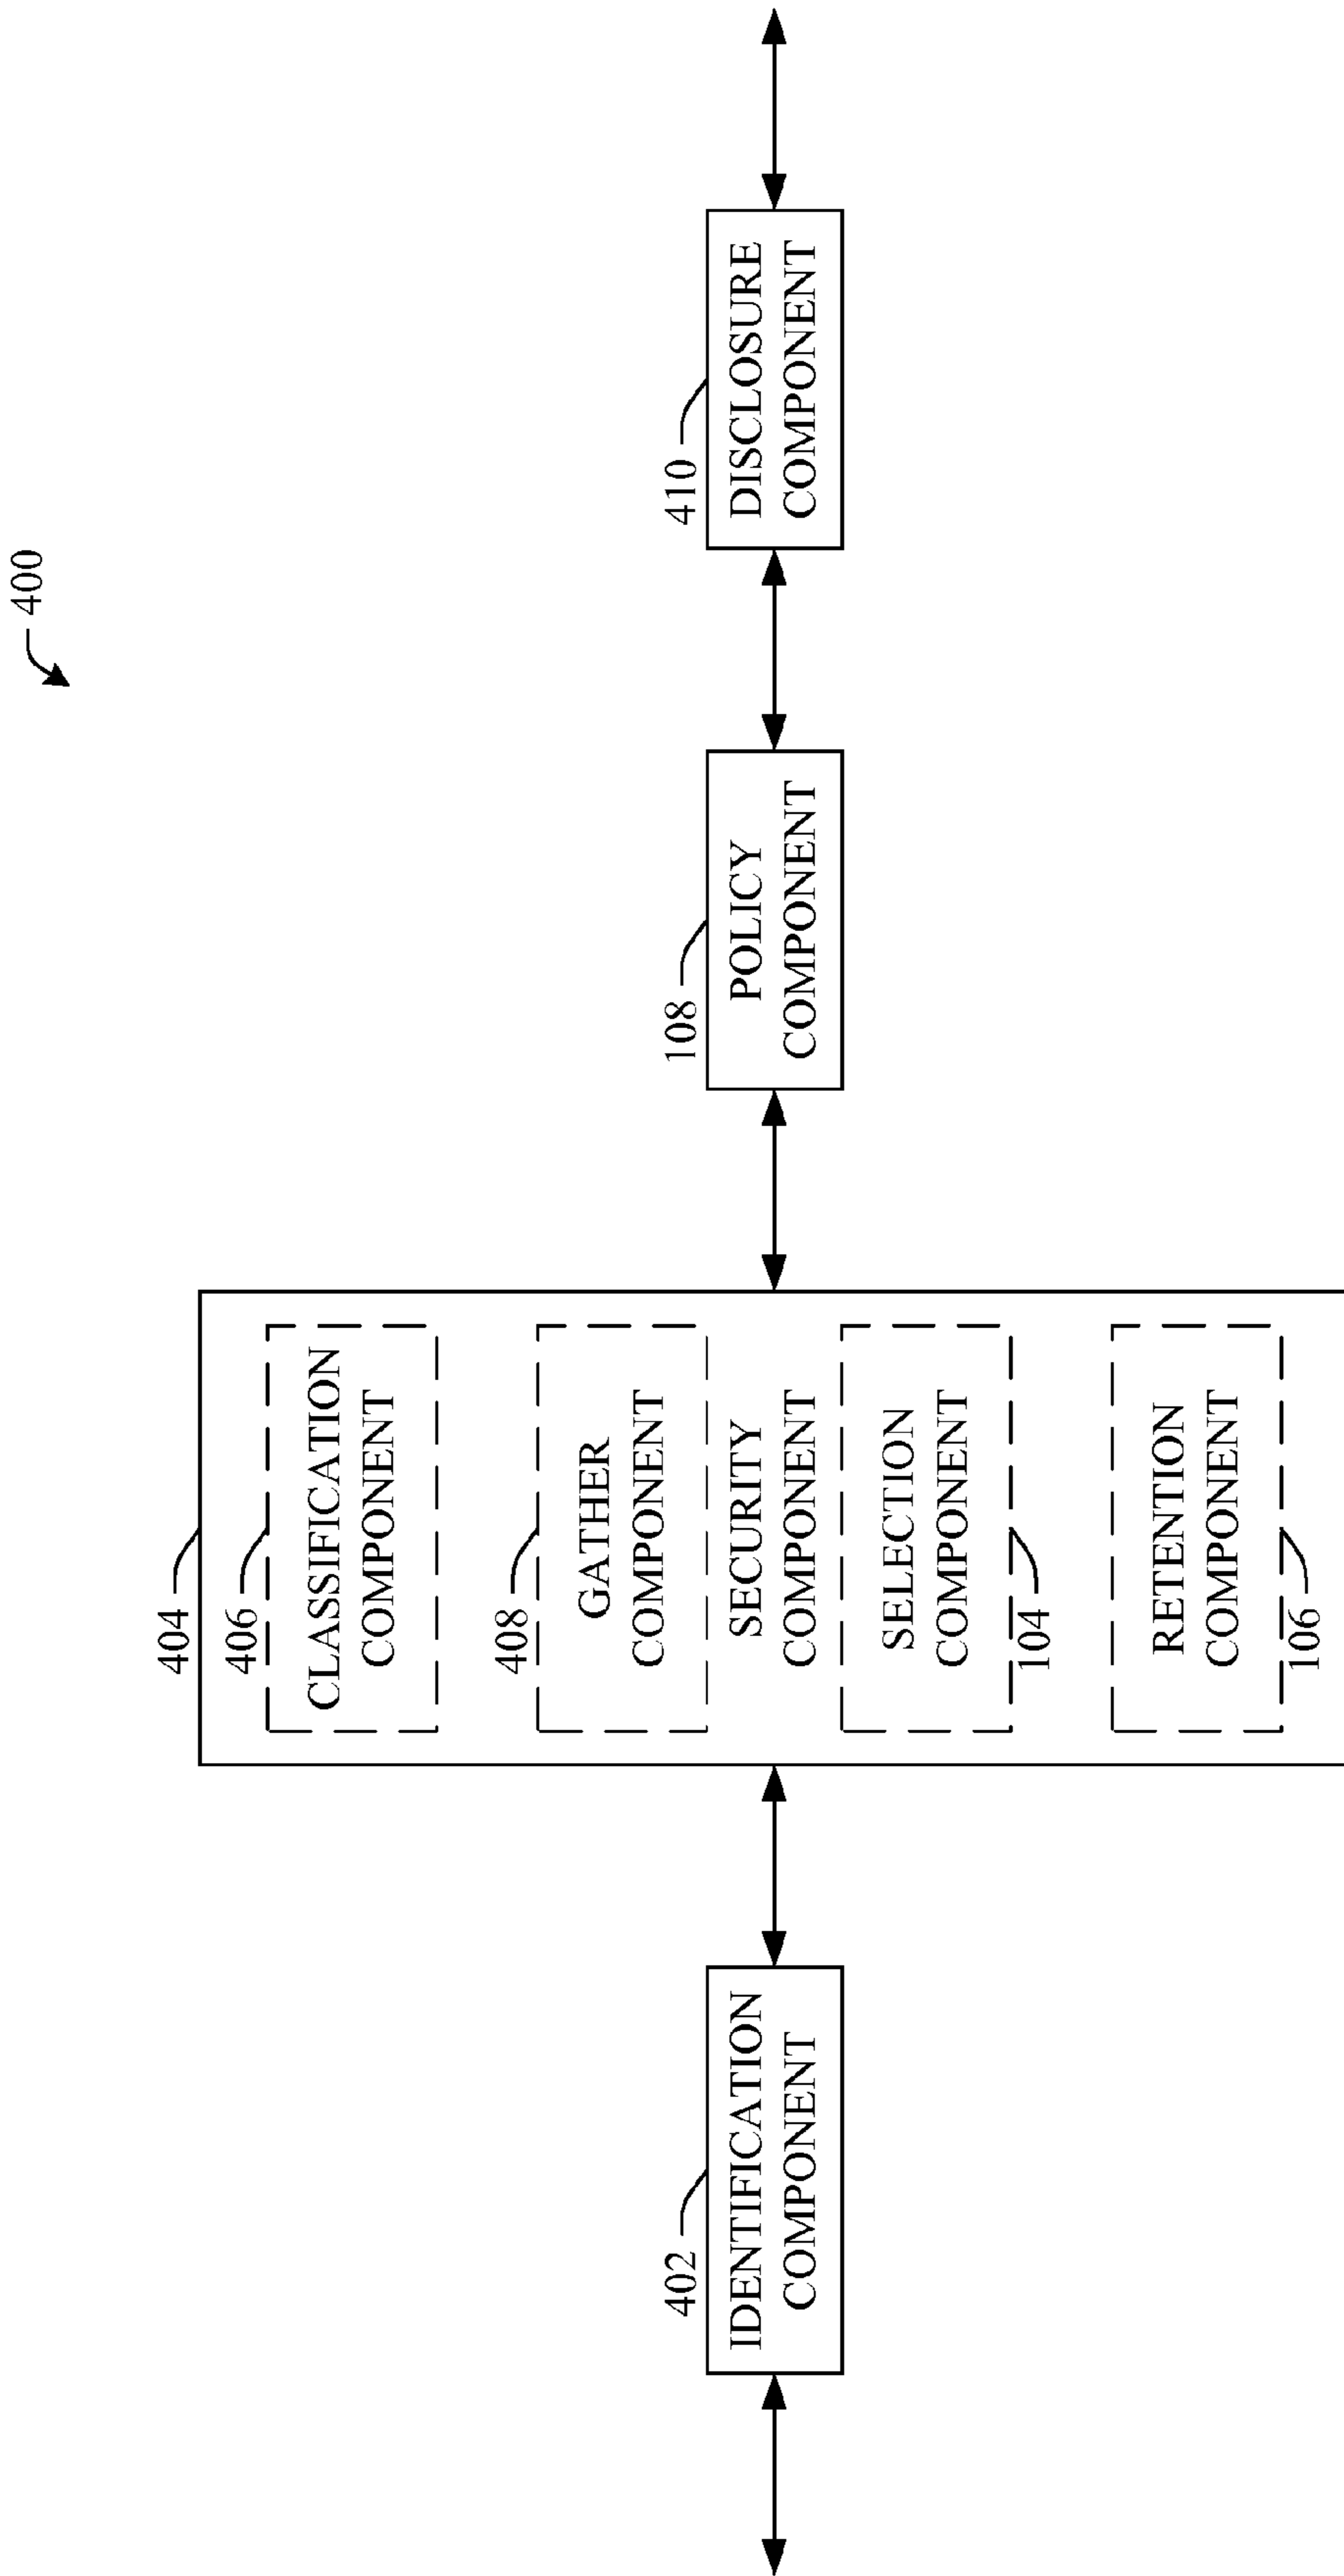 400
404
406
CLASSIFICATION
COMPONENT
408
GATHER
COMPONENT
402
IDENTIFICATION
COMPONENT
SECURITY
COMPONENT
108
POLICY
COMPONENT
410
DISCLOSURE
COMPONENT
SELECTION
COMPONENT
104
RETENTION
COMPONENT
106